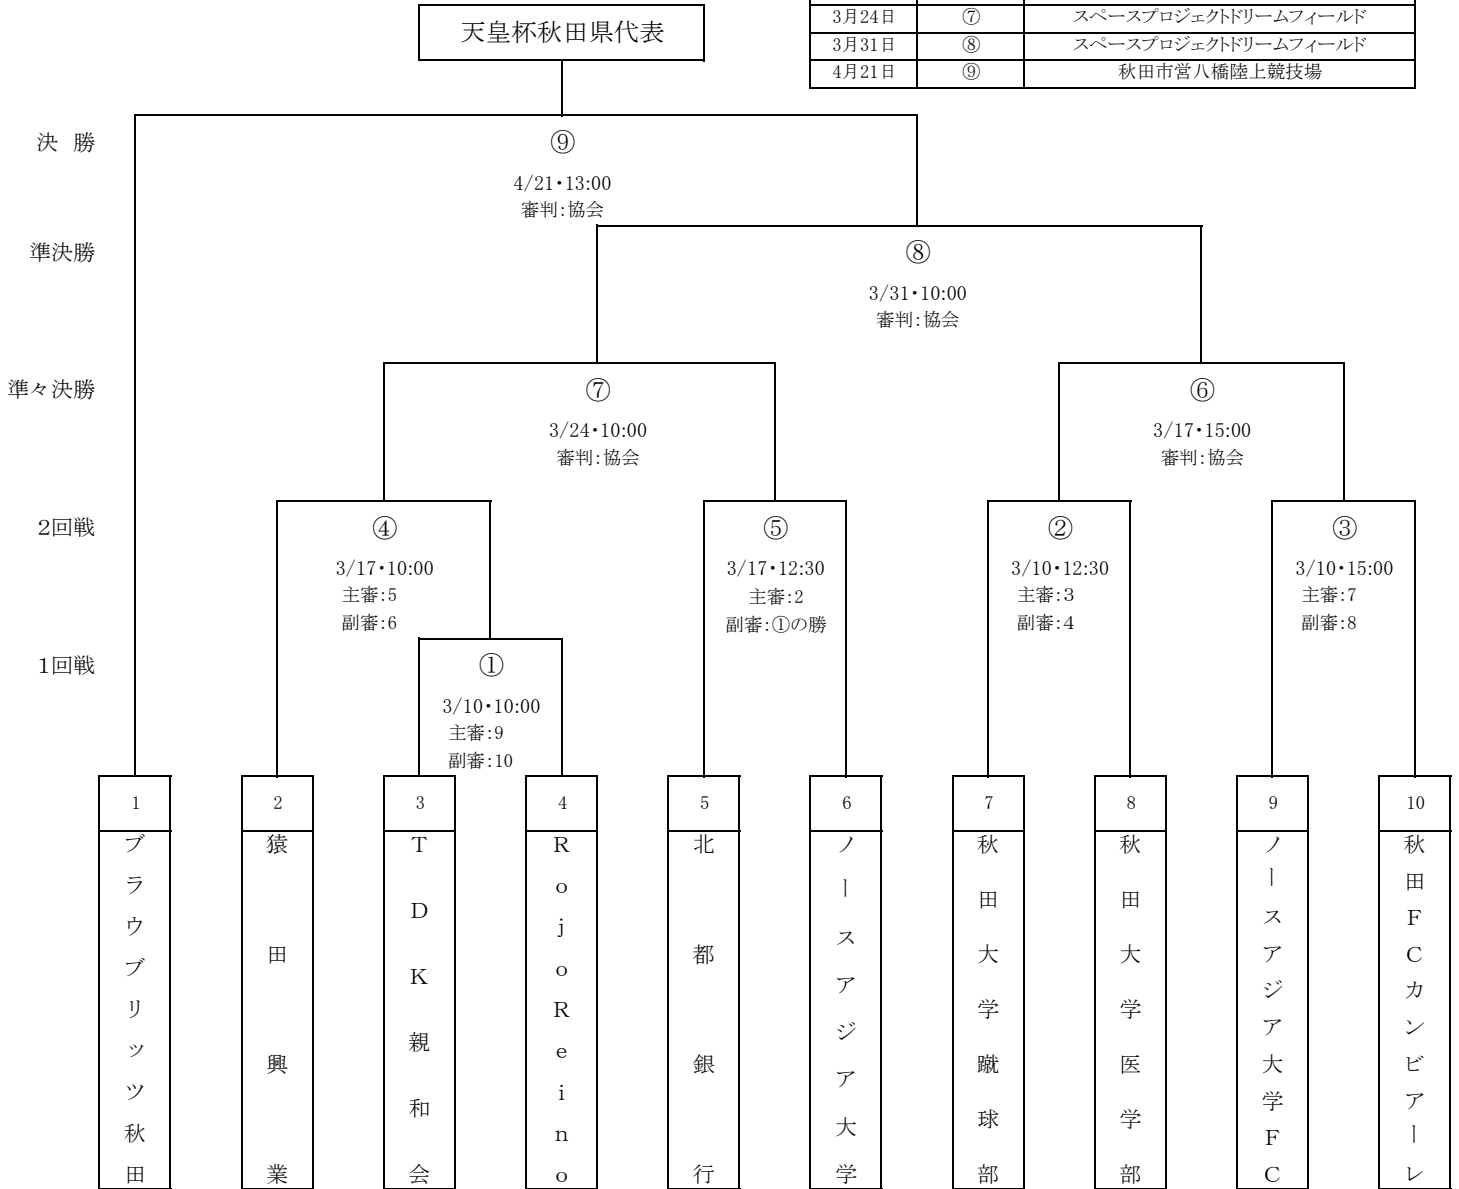 天皇杯秋田県代表
3月24日 ⑦ スペースプロジェクトドリームフィールド
3月31日 ⑧ スペースプロジェクトドリームフィールド
4月21日 ⑨ 秋田市営八橋陸上競技場
決 勝
⑨
4/21・13:00
審判:協会
準決勝
⑧
3/31・10:00
審判:協会
準々決勝
⑦
3/24・10:00
審判:協会
⑥
3/17・15:00
審判:協会
2回戦
④
3/17・10:00
主審:5
副審:6
⑤
3/17・12:30
主審:2
副審:①の勝
②
3/10・12:30
主審:3
副審:4
③
3/10・15:00
主審:7
副審:8
1回戦
①
3/10・10:00
主審:9
副審:10
1
ブラウブリッツ秋田
2
猿田興業
3
TDK親和会
4
RojoReino
5
北都銀行
6
ノースアジア大学
7
秋田大学蹴球部
8
秋田大学医学部
9
ノースアジア大学FC
10
秋田FCカンビアーレ